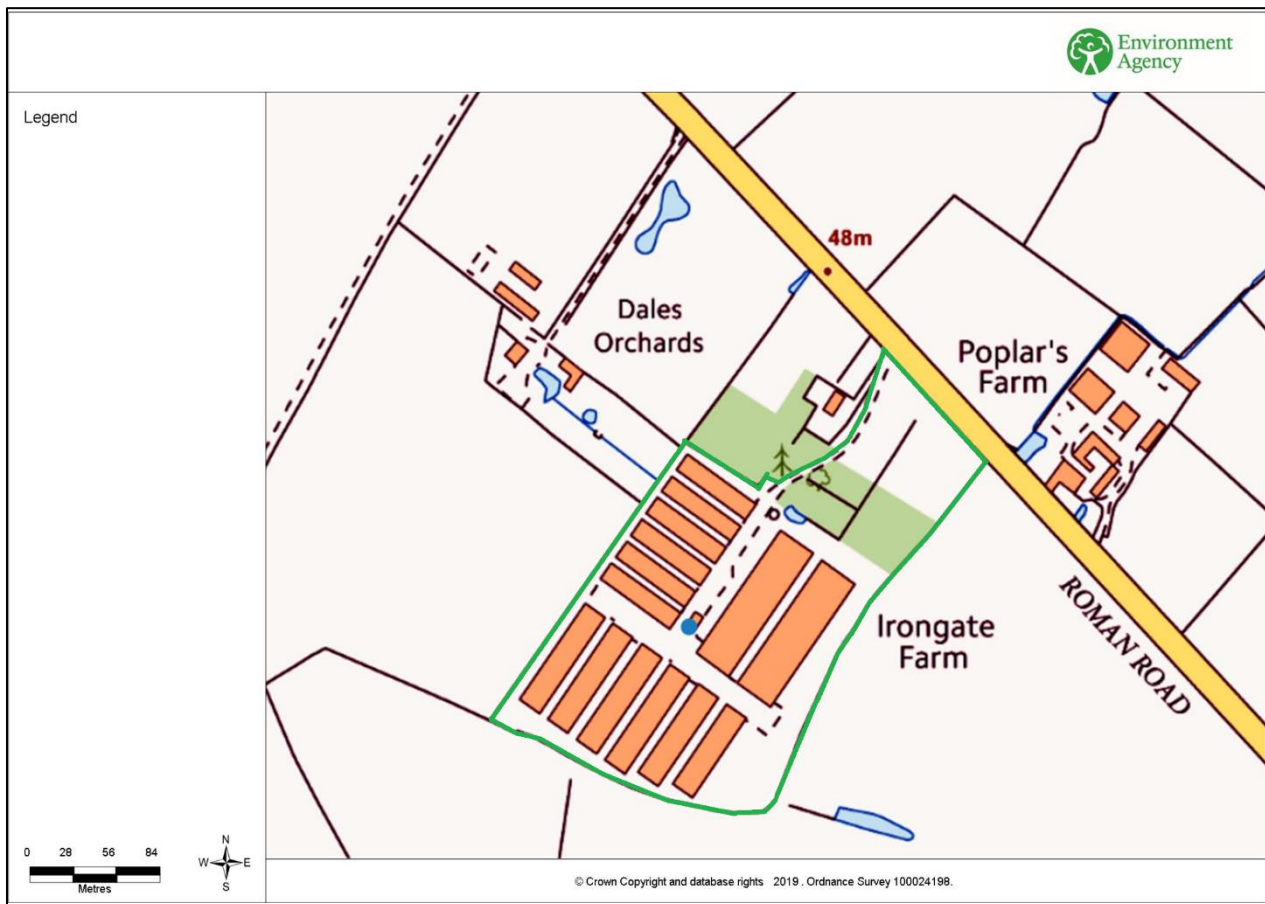 Environment
Agency
Legend
48m
Dales
Orchards
Poplar's
Farm
Irongate
Farm
ROMAN ROAD
0 28 56 84
Metres
N
W E
S
© Crown Copyright and database rights 2019 . Ordnance Survey 100024198.